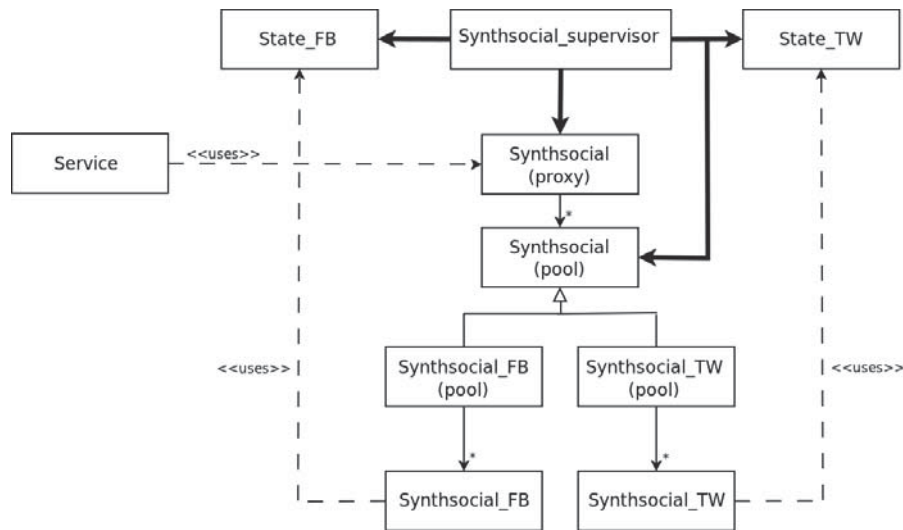 State_FB
Synthsocial_supervisor
State_TW
Service
<<uses>>
Synthsocial
(proxy)
*
Synthsocial
(pool)
<<uses>>
Synthsocial_FB
(pool)
Synthsocial_TW
(pool)
<<uses>>
*
*
Synthsocial_FB
Synthsocial_TW